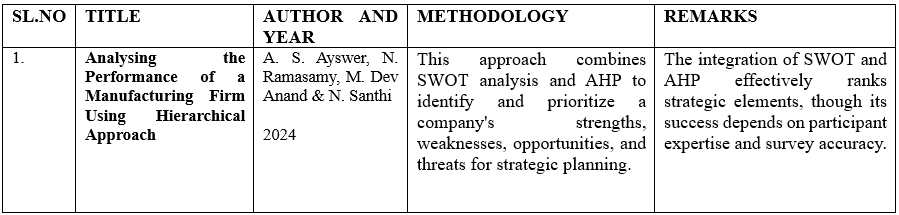 SL.NO TITLE AUTHOR AND YEAR METHODOLOGY REMARKS
1.
Analysing the
Performance of a
Manufacturing Firm
Using Hierarchical
Approach
A. S. Ayswer, N.
Ramasamy, M. Dev
Anand & N. Santhi
2024
This approach combines
SWOT analysis and AHP to
identify and prioritize a
company's strengths,
weaknesses, opportunities, and
threats for strategic planning.
The integration of SWOT and
AHP effectively ranks
strategic elements, though its
success depends on participant
expertise and survey accuracy.